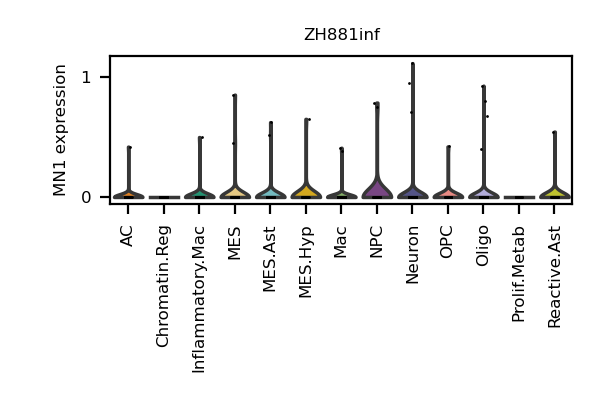 ZH881inf
MN1 expression
1
0
AC
Chromatin.Reg
Inflammatory.Mac
MES
MES.Ast
MES.Hyp
Mac
NPC
Neuron
OPC
Oligo
Prolif.Metab
Reactive.Ast